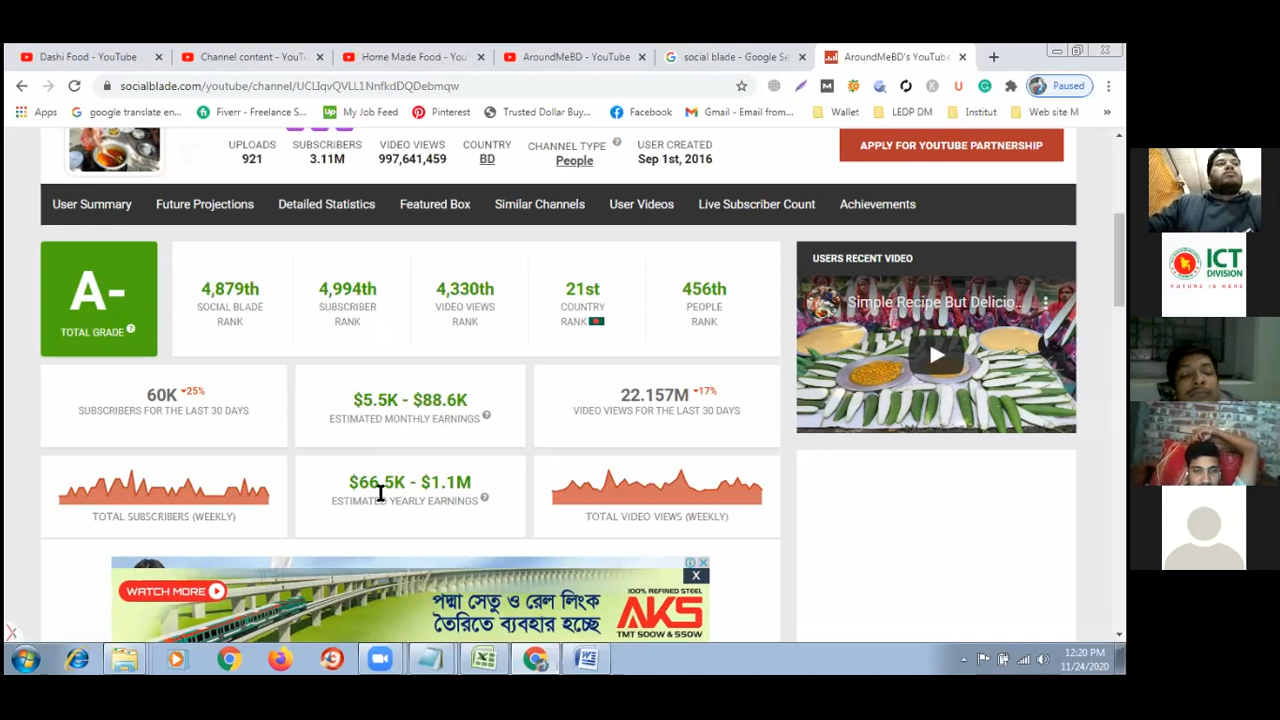 Dashi Food - YouTube
Channel content - YouT
Home Made Food - You
AroundMeBD - YouTube
social blade - Google Se
AroundMeBD's YouTube
Paused
Apps
google translate en...
Fiverr - Freelance S...
My Job Feed
Pinterest
Trusted Dollar Buy...
Facebook
Gmail - Email from...
Wallet
LEDP DM
Institut
Web site M
UPLOADS
921
SUBSCRIBERS
3.11M
VIDEO VIEWS
997,641,459
COUNTRY
BD
CHANNEL TYPE
People
USER CREATED
Sep 1st, 2016
APPLY FOR YOUTUBE PARTNERSHIP
User Summary
Future Projections
Detailed Statistics
Featured Box
Similar Channels
User Videos
Live Subscriber Count
Achievements
A-
TOTAL GRADE
4,879th
SOCIAL BLADE
RANK
4,994th
SUBSCRIBER
RANK
4,330th
VIDEO VIEWS
RANK
21st
COUNTRY
RANK
456th
PEOPLE
RANK
USERS RECENT VIDEO
Simple Recipe But Delicio...
60K -25%
SUBSCRIBERS FOR THE LAST 30 DAYS
$5.5K - $88.6K
ESTIMATED MONTHLY EARNINGS
22.157M -17%
VIDEO VIEWS FOR THE LAST 30 DAYS
TOTAL SUBSCRIBERS (WEEKLY)
$66.5K - $1.1M
ESTIMATED YEARLY EARNINGS
TOTAL VIDEO VIEWS (WEEKLY)
WATCH MORE
পদ্মা সেতু ও রেল লিংক
তৈরিতে ব্যবহার হচ্ছে
100% REFINED STEEL
AKS
TMT 500W & 550W
X
12:20 PM
11/24/2020
ICT
DIVISION
FUTURE IS HERE